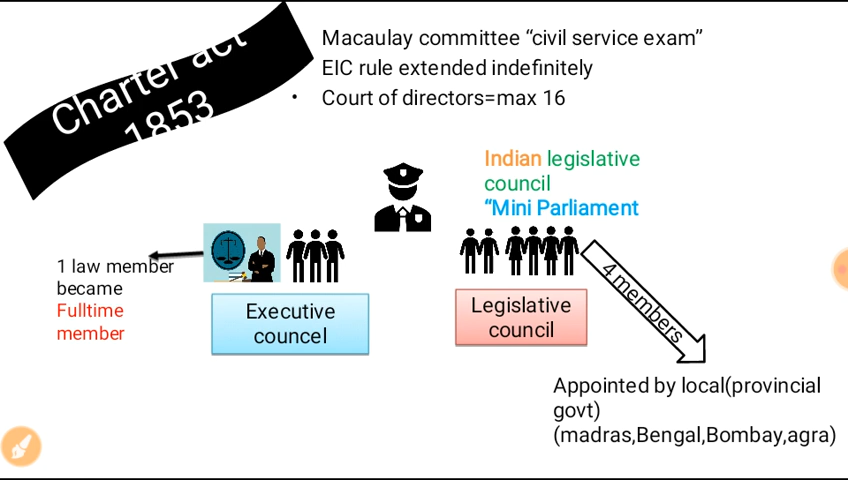 Charter act
1853
Macaulay committee “civil service exam”
EIC rule extended indefinitely
• Court of directors=max 16
Indian legislative
council
“Mini Parliament
1 law member
became
Fulltime
member
Executive
councel
Legislative
council
4 members
Appointed by local(provincial
govt)
(madras,Bengal,Bombay,agra)